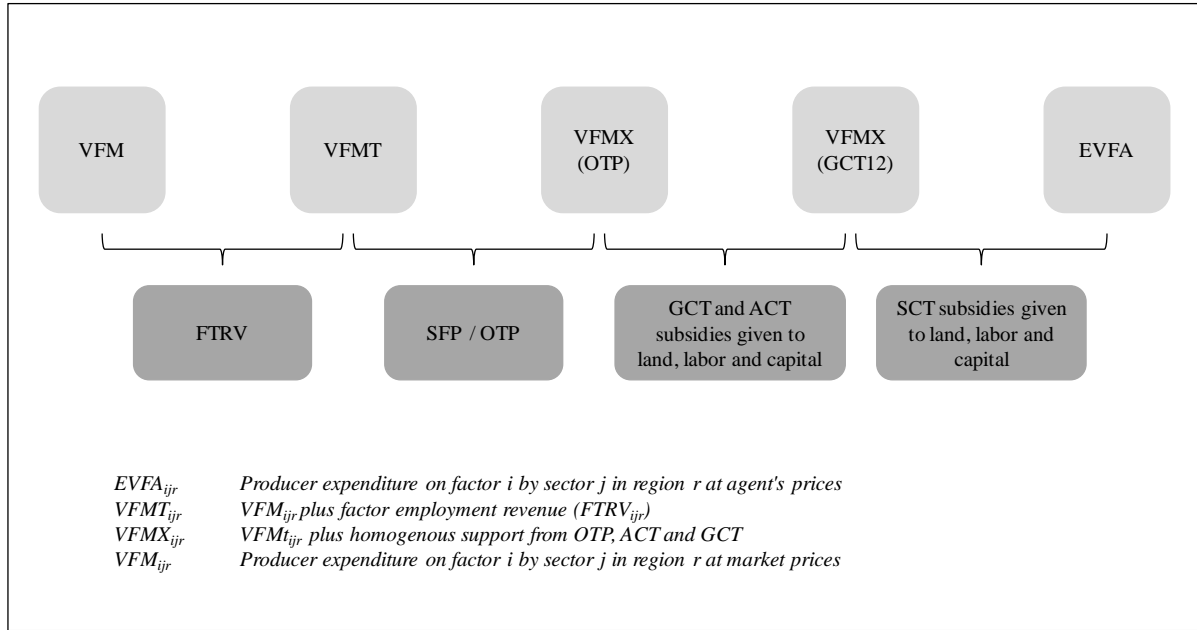 VFM
VFMT
VFMX
(OTP)
VFMX
(GCT12)
EVFA
FTRV
SFP / OTP
GCT and ACT
subsidies given to
land, labor and
capital
SCT subsidies given
to land, labor and
capital
EVFAijr Producer expenditure on factor i by sector j in region r at agent's prices
VFMTijr VFMijr plus factor employment revenue (FTRVijr)
VFMXijr VFMtijr plus homogenous support from OTP, ACT and GCT
VFMijr Producer expenditure on factor i by sector j in region r at market prices